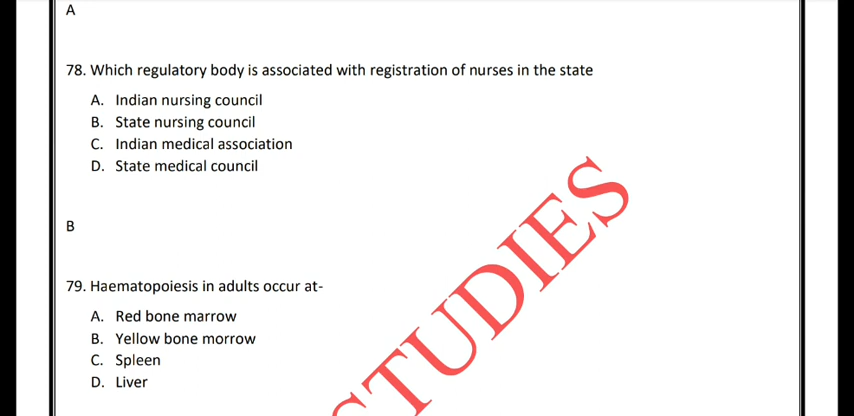 A
78. Which regulatory body is associated with registration of nurses in the state
A. Indian nursing council
B. State nursing council
C. Indian medical association
D. State medical council
B
79. Haematopoiesis in adults occur at-
A. Red bone marrow
B. Yellow bone morrow
C. Spleen
D. Liver
STUDIES